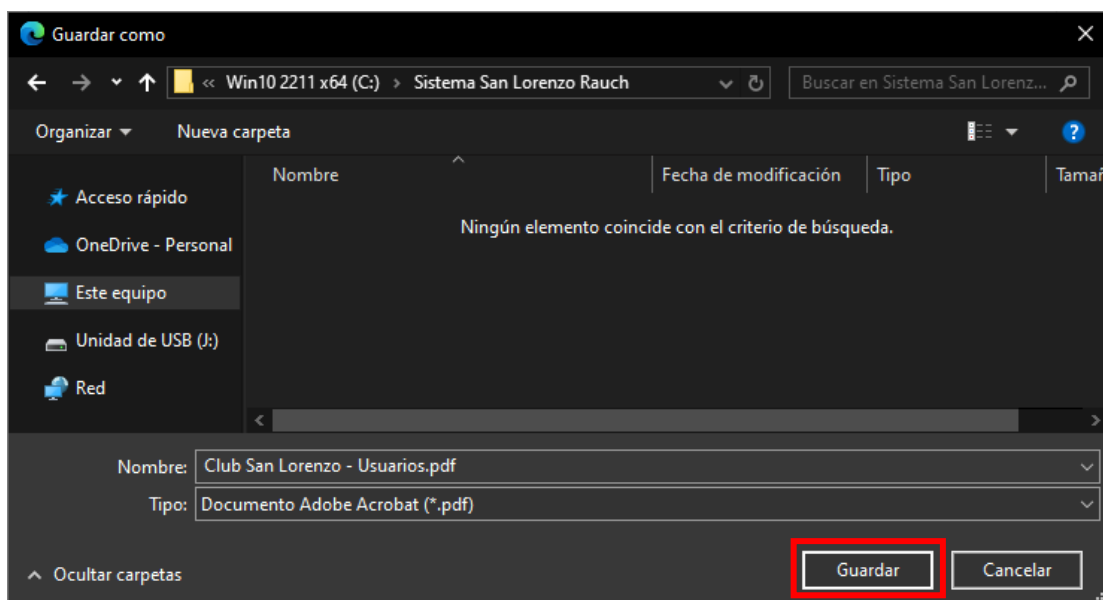 Guardar como
« Win10 2211 x64 (C:) > Sistema San Lorenzo Rauch
Buscar en Sistema San Lorenz...
Organizar
Nueva carpeta
?
Nombre
Fecha de modificación
Tipo
Tamañ
Acceso rápido
OneDrive - Personal
Este equipo
Unidad de USB (J:)
Red
Ningún elemento coincide con el criterio de búsqueda.
Nombre: Club San Lorenzo - Usuarios.pdf
Tipo: Documento Adobe Acrobat (*.pdf)
Ocultar carpetas
Guardar
Cancelar